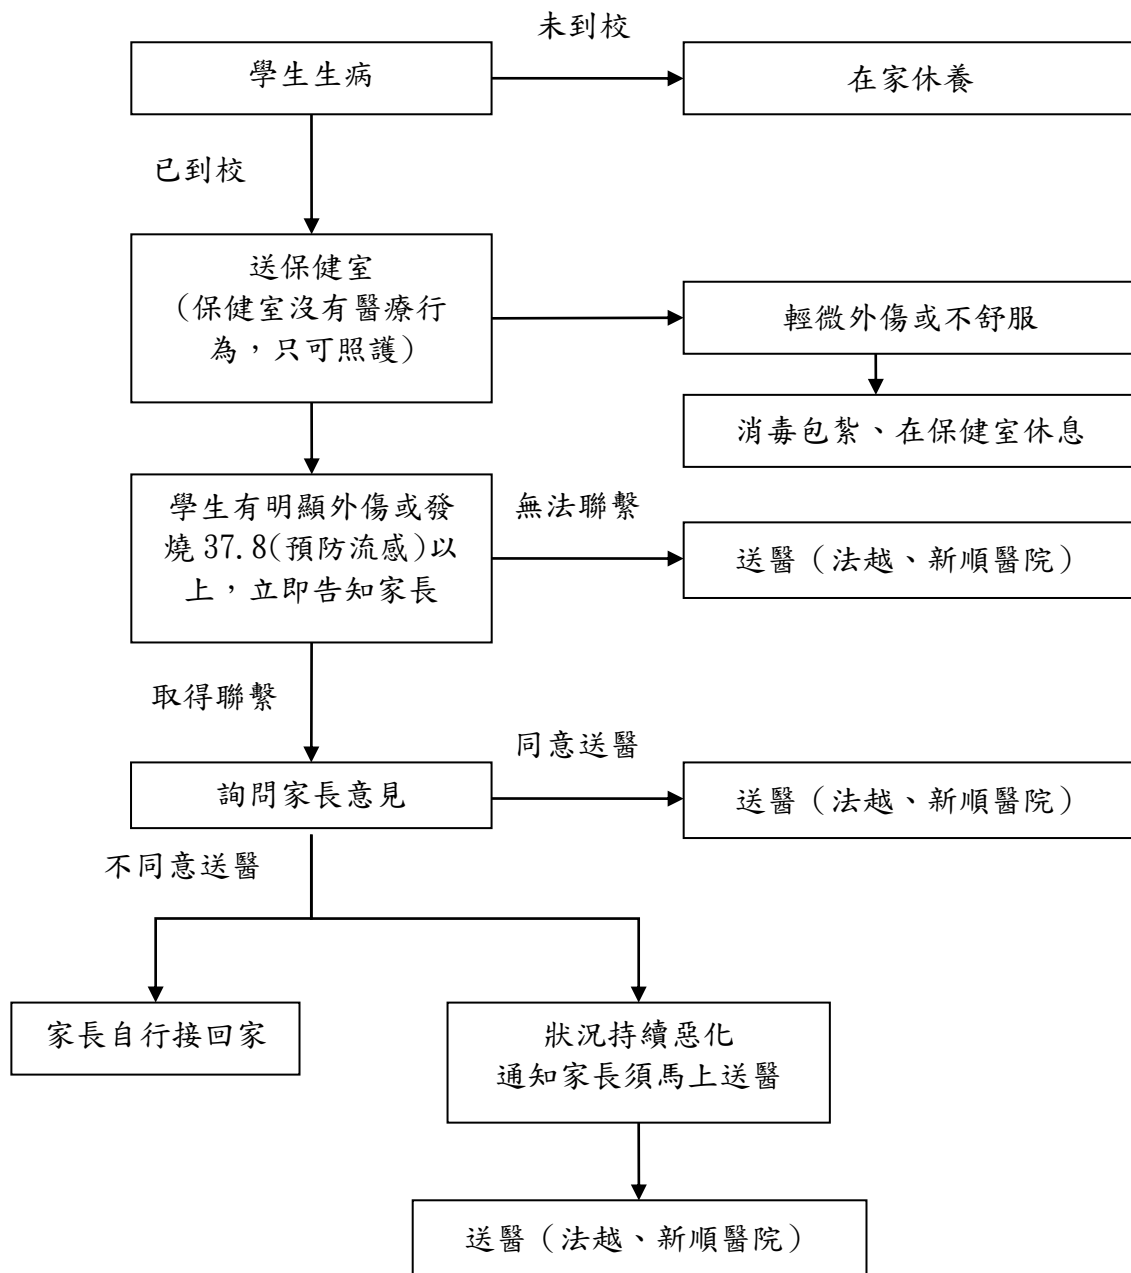 未到校
學生生病
在家休養
已到校
送保健室
(保健室沒有醫療行
為，只可照護)
輕微外傷或不舒服
消毒包紮、在保健室休息
學生有明顯外傷或發
燒 37.8(預防流感)以
上，立即告知家長
無法聯繫
送醫（法越、新順醫院）
取得聯繫
詢問家長意見
同意送醫
送醫（法越、新順醫院）
不同意送醫
家長自行接回家
狀況持續惡化
通知家長須馬上送醫
送醫（法越、新順醫院）